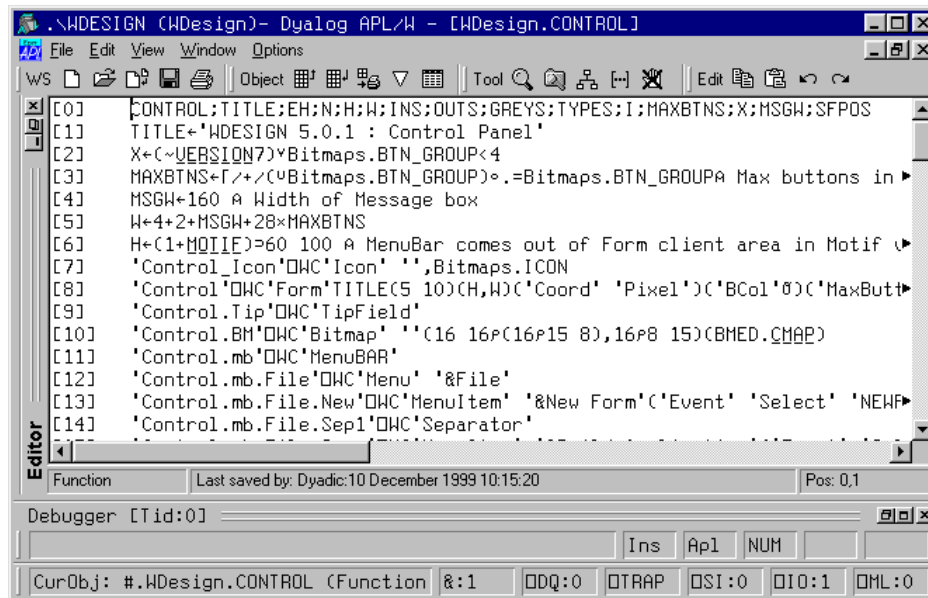 .\WDESIGN (WDesign)- Dyalog APL/W - [WDesign.CONTROL]
File Edit View Window Options
WS Object Tool Edit
[0] CONTROL;TITLE;EH;N;H;W;INS;OUTS;GREYS;TYPES;I;MAXBTNS;X;MSGW;SFPOS
[1] TITLE←'WDESIGN 5.0.1 : Control Panel'
[2] X←(~VERSION7)∨Bitmaps.BTN_GROUP<4
[3] MAXBTNS←⌈/+/(∪Bitmaps.BTN_GROUP)∘.=Bitmaps.BTN_GROUP⍝ Max buttons in
[4] MSGW←160 ⍝ Width of Message box
[5] W←4+2+MSGW+28×MAXBTNS
[6] H←(1+MOTIF)⊃60 100 ⍝ MenuBar comes out of Form client area in Motif
[7] 'Control_Icon'⎕WC'Icon' '',Bitmaps.ICON
[8] 'Control'⎕WC'Form'TITLE(5 10)(H,W)('Coord' 'Pixel')('BCol'⍬)('MaxButt
[9] 'Control.Tip'⎕WC'TipField'
[10] 'Control.BM'⎕WC'Bitmap' ''(16 16⍴(16⍴15 8),16⍴8 15)(BMED.CMAP)
[11] 'Control.mb'⎕WC'MenuBAR'
[12] 'Control.mb.File'⎕WC'Menu' '&File'
[13] 'Control.mb.File.New'⎕WC'MenuItem' '&New Form'('Event' 'Select' 'NEWF
[14] 'Control.mb.File.Sep1'⎕WC'Separator'
Editor
Function Last saved by: Dyadic:10 December 1999 10:15:20 Pos: 0,1
Debugger [Tid:0]
Ins Apl NUM
CurObj: #.WDesign.CONTROL (Function &:1 ⎕DQ:0 ⎕TRAP ⎕SI:0 ⎕IO:1 ⎕ML:0